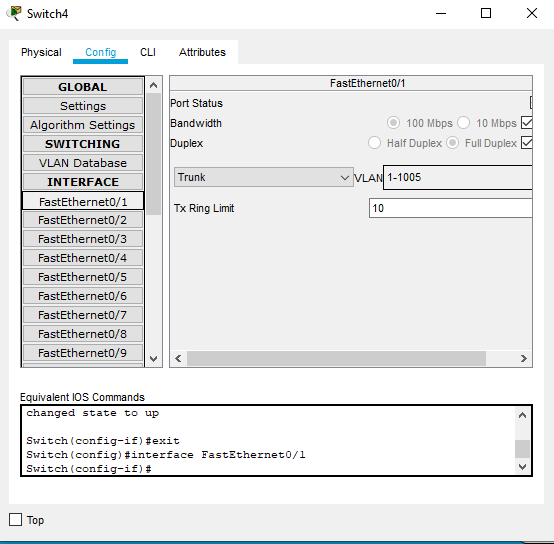 Switch4
Physical Config CLI Attributes
GLOBAL
Settings
Algorithm Settings
SWITCHING
VLAN Database
INTERFACE
FastEthernet0/1
FastEthernet0/2
FastEthernet0/3
FastEthernet0/4
FastEthernet0/5
FastEthernet0/6
FastEthernet0/7
FastEthernet0/8
FastEthernet0/9
FastEthernet0/1
Port Status
Bandwidth 100 Mbps 10 Mbps
Duplex Half Duplex Full Duplex
Trunk VLAN 1-1005
Tx Ring Limit 10
Equivalent IOS Commands
changed state to up
Switch(config-if)#exit
Switch(config)#interface FastEthernet0/1
Switch(config-if)#
Top